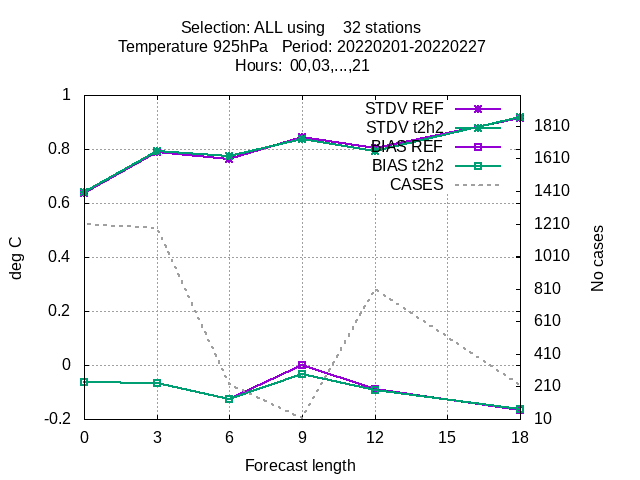 Selection: ALL using    32 stations
Temperature 925hPa   Period: 20220201-20220227
Hours:  00,03,...,21
1
0.8
0.6
0.4
0.2
0
-0.2
deg C
STDV REF
STDV t2h2
BIAS REF
BIAS t2h2
CASES
1810
1610
1410
1210
1010
810
610
410
210
10
No cases
0 3 6 9 12 15 18
Forecast length